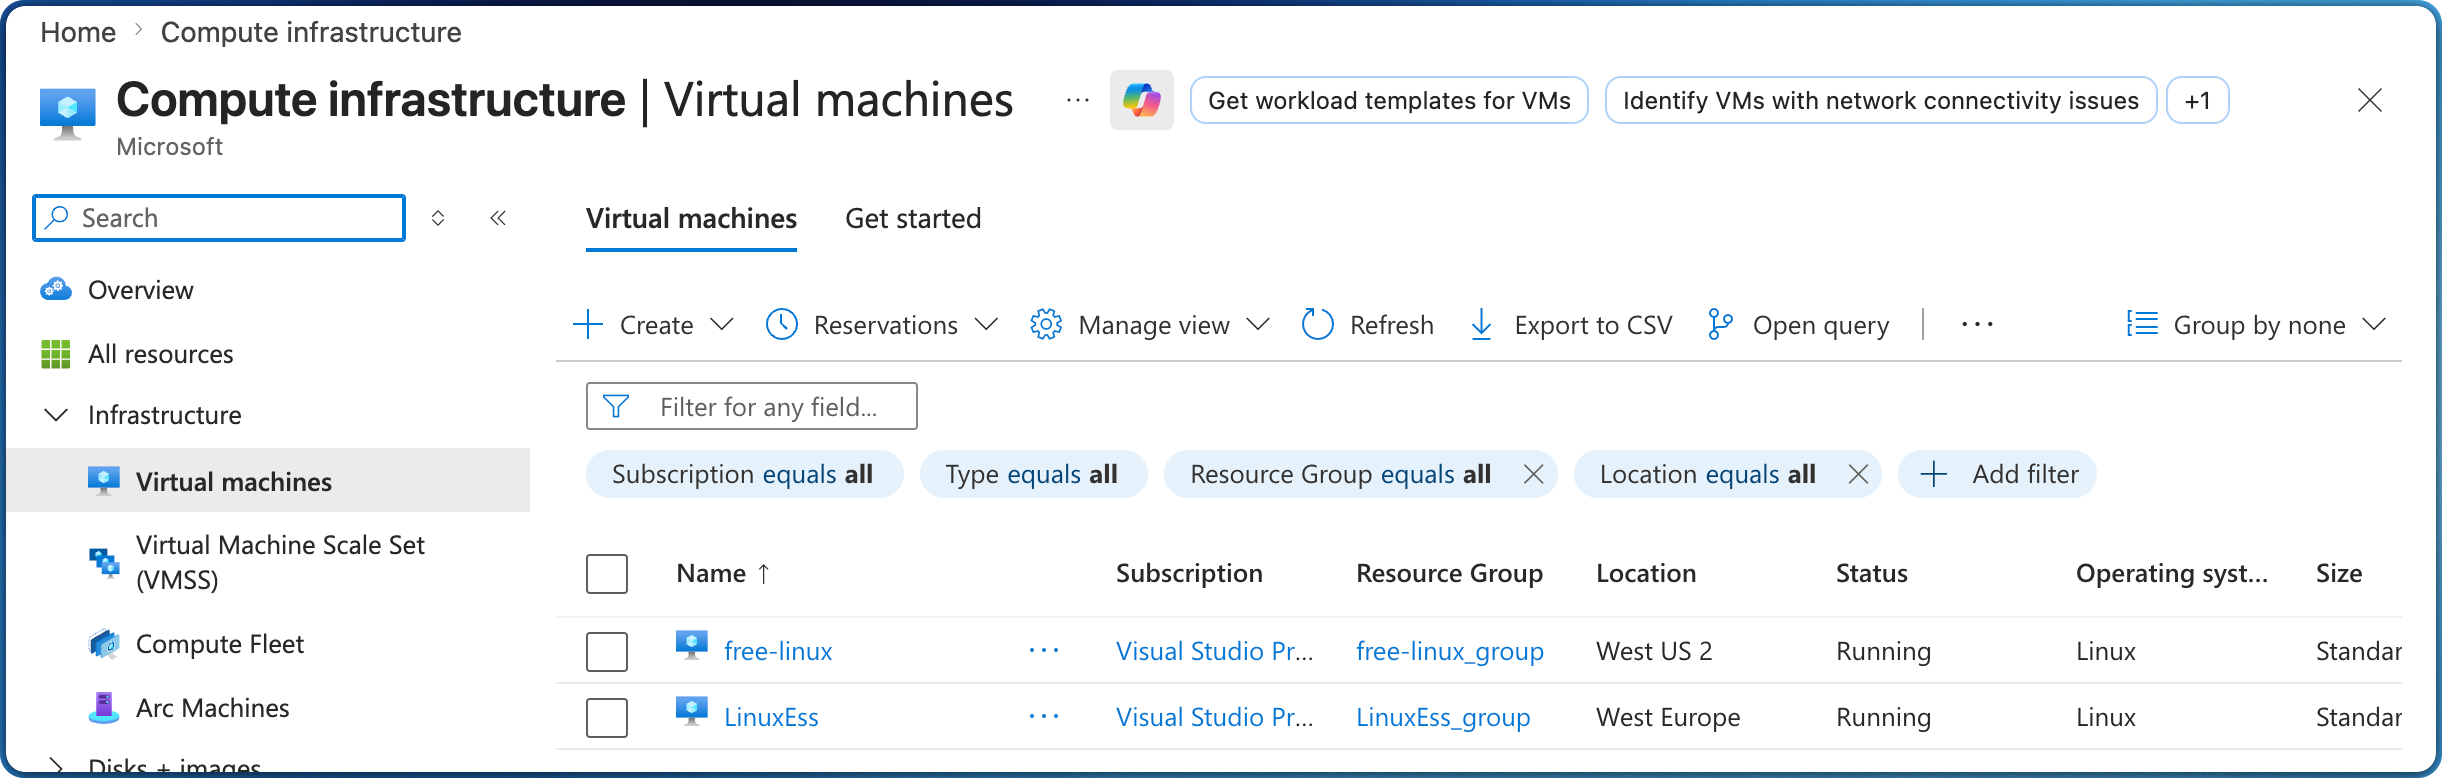 Home > Compute infrastructure
Compute infrastructure | Virtual machines ... Get workload templates for VMs Identify VMs with network connectivity issues +1
Microsoft
Search
Virtual machines Get started
Overview
All resources
Infrastructure
Virtual machines
Virtual Machine Scale Set
(VMSS)
Compute Fleet
Arc Machines
Disks + images
Create Reservations Manage view Refresh Export to CSV Open query | ... Group by none
Filter for any field...
Subscription equals all Type equals all Resource Group equals all Location equals all Add filter
Name ↑ Subscription Resource Group Location Status Operating syst... Size
free-linux ... Visual Studio Pr... free-linux_group West US 2 Running Linux Standar
LinuxEss ... Visual Studio Pr... LinuxEss_group West Europe Running Linux Standar